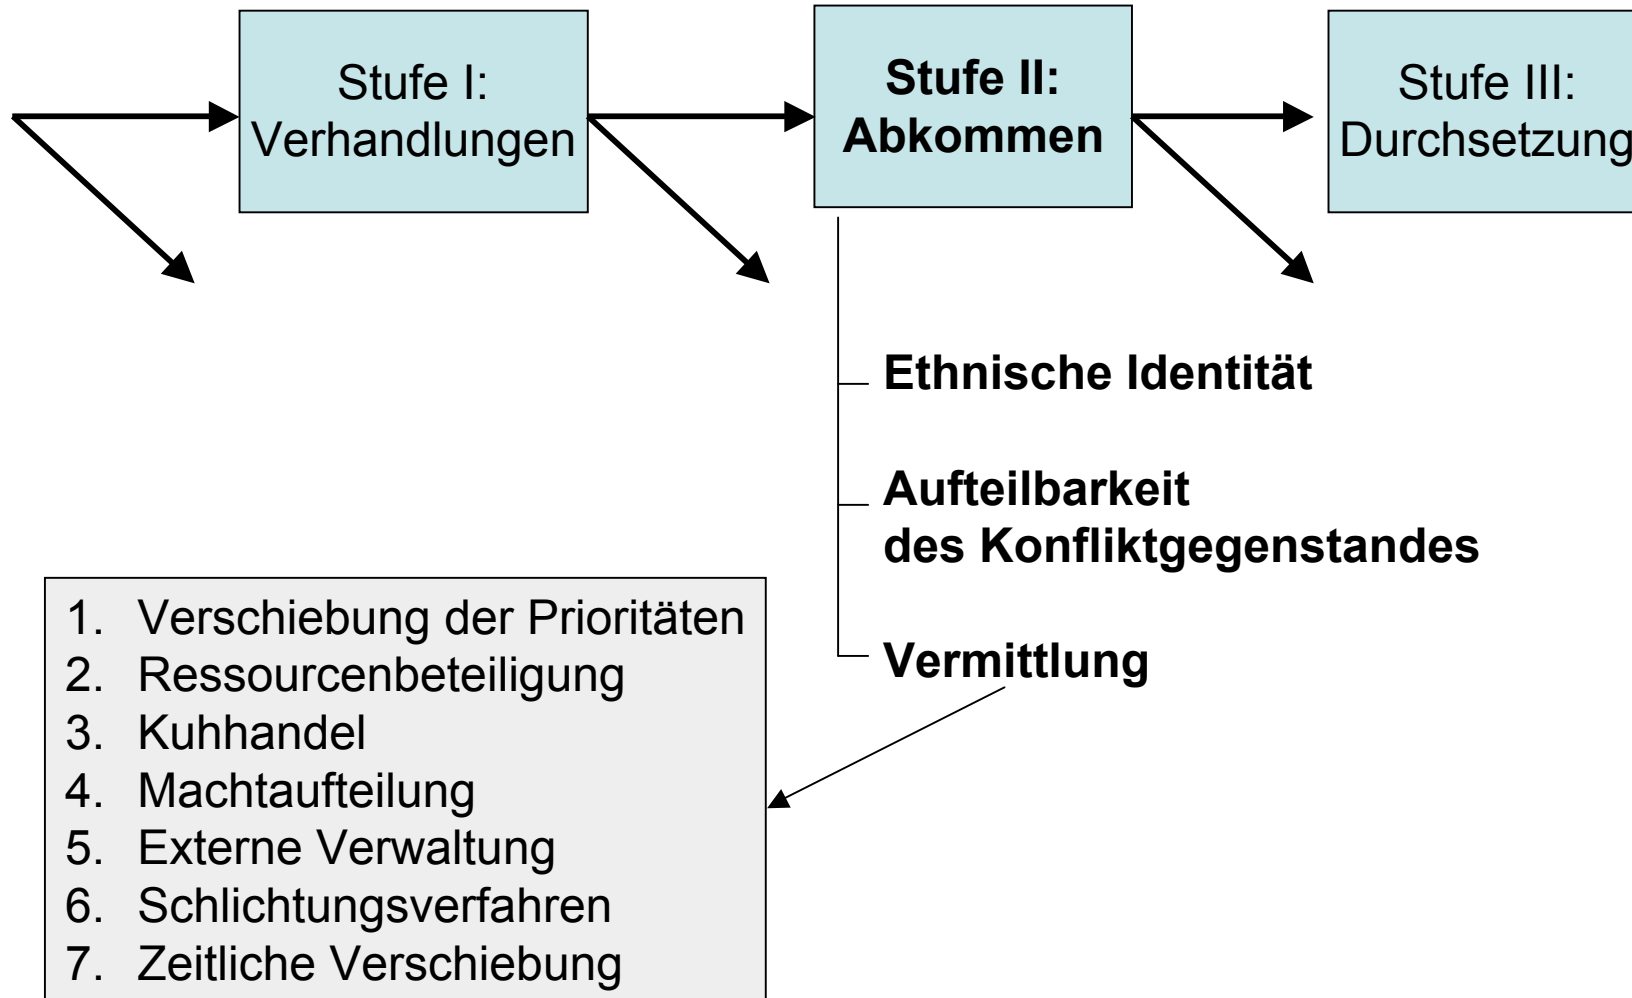 Stufe I:
Verhandlungen
Stufe II:
Abkommen
Stufe III:
Durchsetzung
Ethnische Identität
Aufteilbarkeit
des Konfliktgegenstandes
Vermittlung
1. Verschiebung der Prioritäten
2. Ressourcenbeteiligung
3. Kuhhandel
4. Machtaufteilung
5. Externe Verwaltung
6. Schlichtungsverfahren
7. Zeitliche Verschiebung